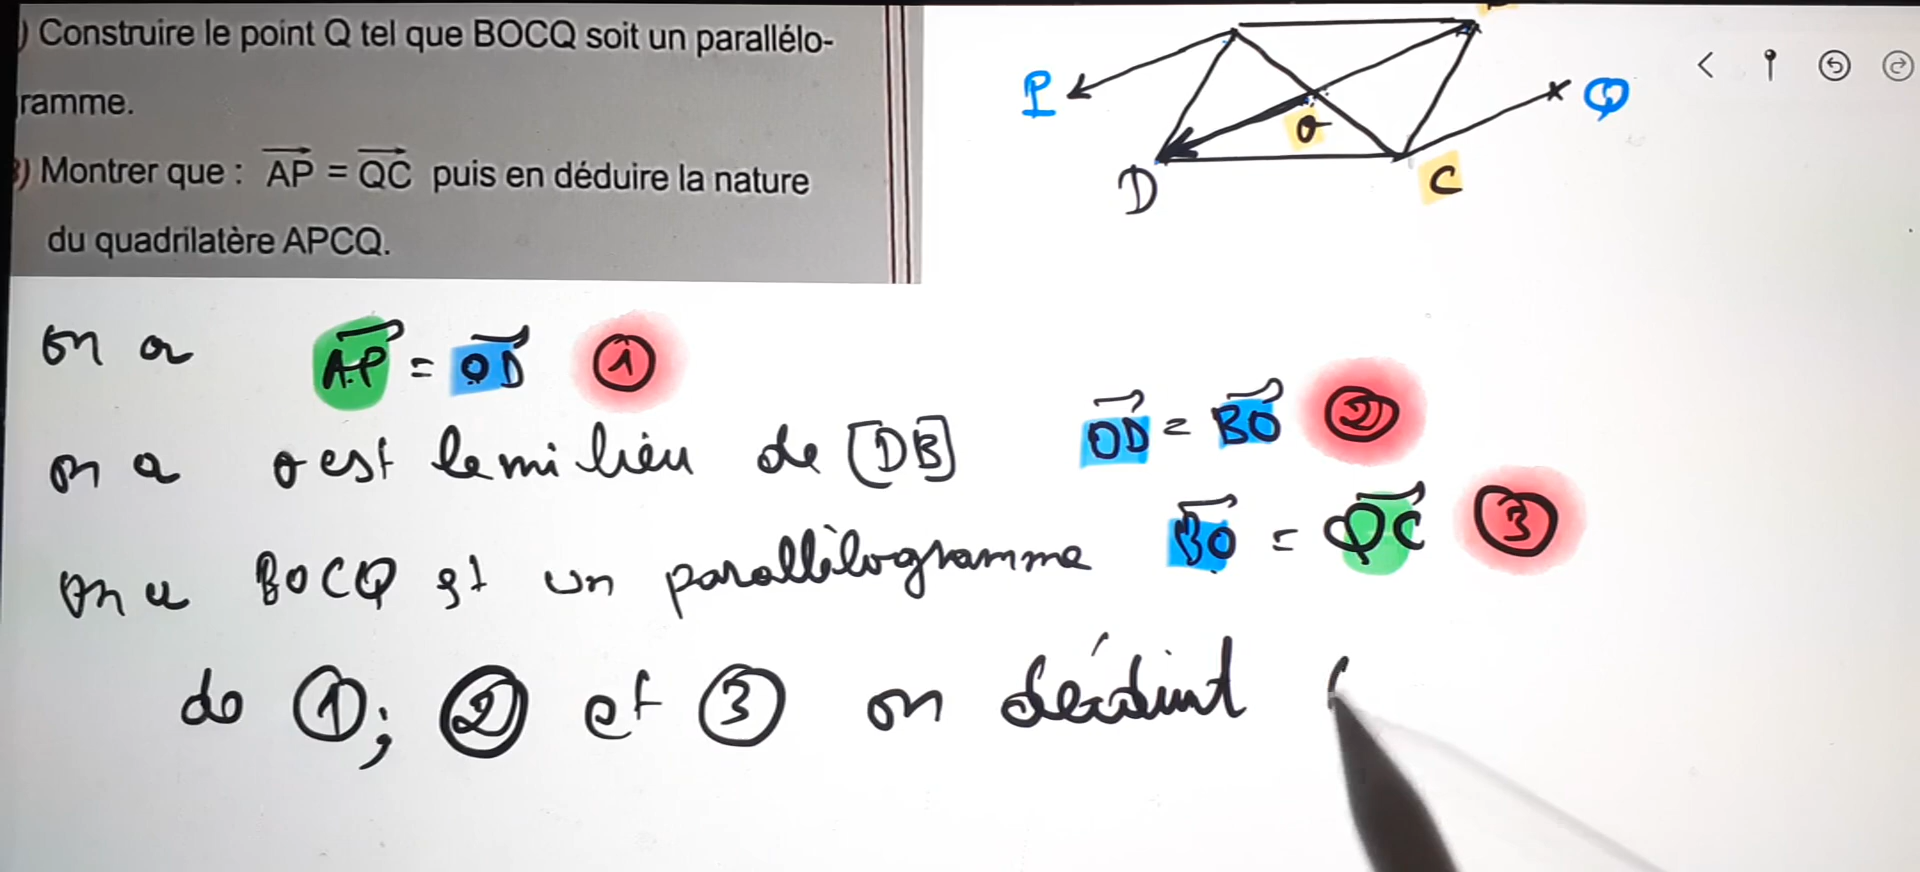 ) Construire le point Q tel que BOCQ soit un parallélo-
ramme.
) Montrer que : AP = QC puis en déduire la nature
du quadrilatère APCQ.
P
Q
O
D
C
on a AP = OD 1
on a o est le milieu de [DB] OD = BO 2
on a BOCQ est un parallélogramme BO = QC 3
de 1 ; 2 et 3 on déduit